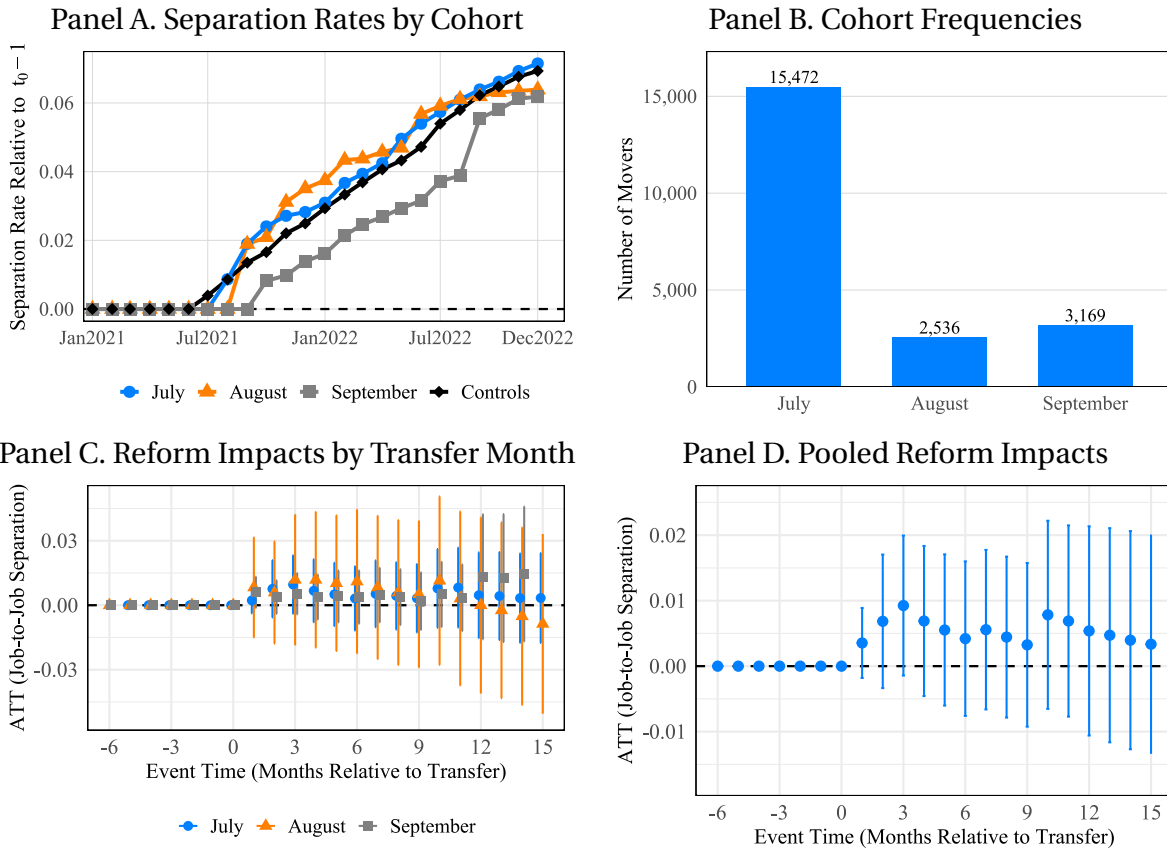 Panel A. Separation Rates by Cohort
Separation Rate Relative to t₀ − 1
0.06
0.04
0.02
0.00
Jan2021 Jul2021 Jan2022 Jul2022 Dec2022
July August September Controls
Panel B. Cohort Frequencies
Number of Movers
15,000
10,000
5,000
0
15,472
2,536
3,169
July August September
Panel C. Reform Impacts by Transfer Month
ATT (Job-to-Job Separation)
0.03
0.00
-0.03
-6 -3 0 3 6 9 12 15
Event Time (Months Relative to Transfer)
July August September
Panel D. Pooled Reform Impacts
ATT (Job-to-Job Separation)
0.02
0.01
0.00
-0.01
-6 -3 0 3 6 9 12 15
Event Time (Months Relative to Transfer)